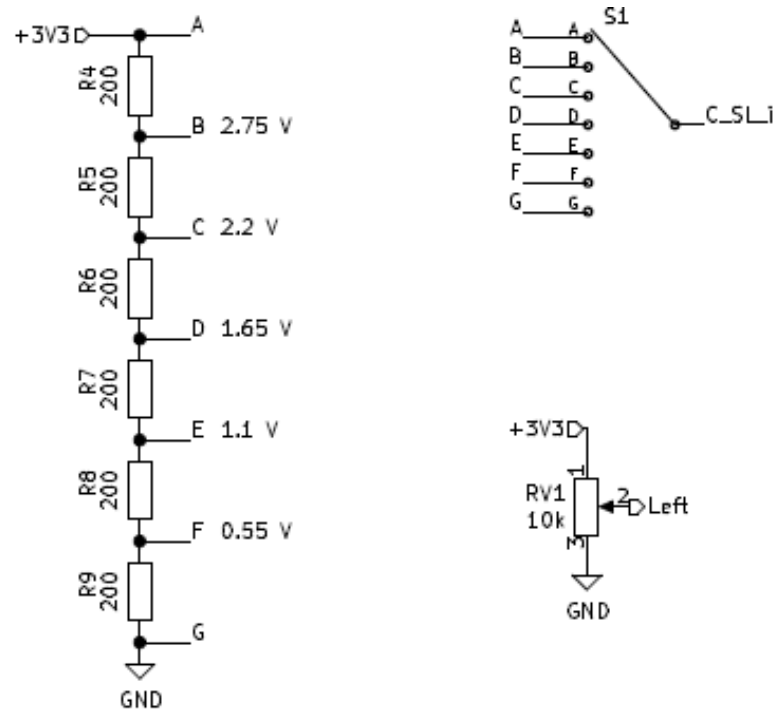 +3V3
A
R4
200
B 2.75 V
R5
200
C 2.2 V
R6
200
D 1.65 V
R7
200
E 1.1 V
R8
200
F 0.55 V
R9
200
G
GND
S1
A A
B B
C C
D D
E E
F F
G G
C_SL_i
+3V3
1
RV1
10k
2
Left
3
GND